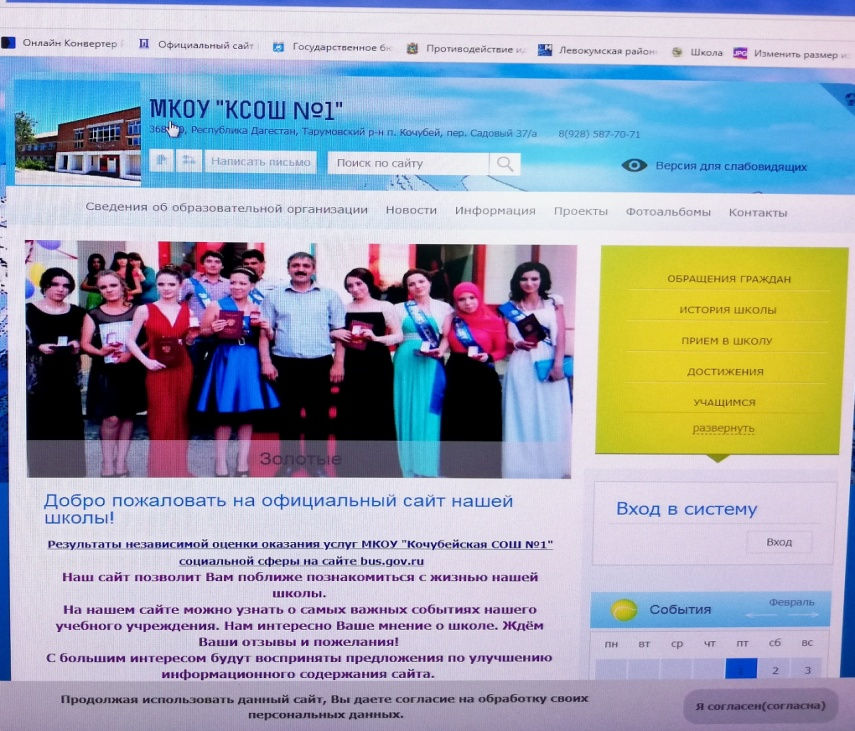 Онлайн Конвертер
Официальный сайт
Государственное бк
Противодействие
Левокумская район
Школа
Изменить размер
МКОУ "КСОШ №1"
Республика Дагестан, Тарумовский р-н п. Кочубей, пер. Садовый 37/а
8(928) 587-70-71
Написать письмо
Поиск по сайту
Версия для слабовидящих
Сведения об образовательной организации
Новости
Информация
Проекты
Фотоальбомы
Контакты
ОБРАЩЕНИЯ ГРАЖДАН
ИСТОРИЯ ШКОЛЫ
ПРИЕМ В ШКОЛУ
ДОСТИЖЕНИЯ
УЧАЩИМСЯ
развернуть
Золотые
Добро пожаловать на официальный сайт нашей
школы!
Результаты независимой оценки оказания услуг МКОУ "Кочубейская СОШ №1"
социальной сферы на сайте bus.gov.ru
Наш сайт позволит Вам поближе познакомиться с жизнью нашей
школы.
На нашем сайте можно узнать о самых важных событиях нашего
учебного учреждения. Нам интересно Ваше мнение о школе. Ждём
Ваши отзывы и пожелания!
С большим интересом будут восприняты предложения по улучшению
информационного содержания сайта.
Вход в систему
Вход
События
Февраль
пн вт ср чт пт сб вс
1 2 3
Продолжая использовать данный сайт, Вы даете согласие на обработку своих
персональных данных.
Я согласен(согласна)